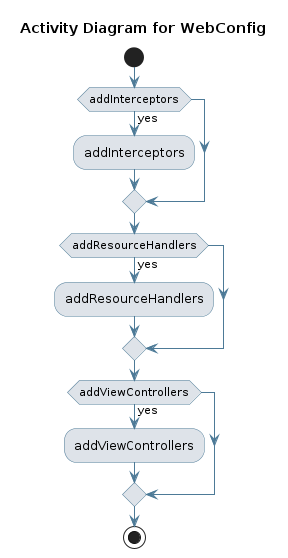 Activity Diagram for WebConfig
addInterceptors
yes
addInterceptors
addResourceHandlers
yes
addResourceHandlers
addViewControllers
yes
addViewControllers